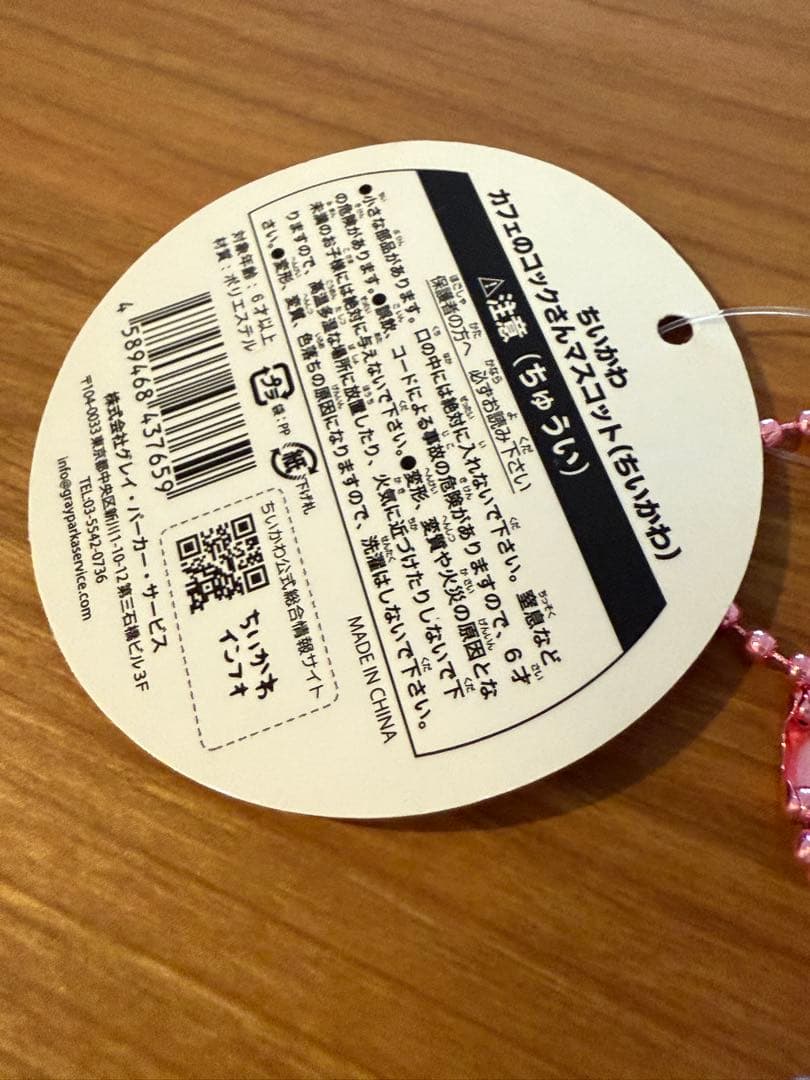 ちいかわ
カフェのコックさんマスコット(ちいかわ)
⚠注意(ちゅうい)
保護者の方へ 必ずお読み下さい
●小さな部品があります。口の中には絶対に入れないで下さい。窒息など
の危険があります。●誤飲、コードによる事故の危険がありますので、6才
未満のお子様には絶対に与えないで下さい。●変形、変質や火災の原因とな
りますので、高温多湿な場所に放置したり、火気に近づけたりしないで下
さい。●変形、変質、色落ちの原因になりますので、洗濯はしないで下さい。
対象年齢:6才以上
材質:ポリエステル
MADE IN CHINA
プラ
袋:PP
紙
下げ札
4 589468 437659
ちいかわ公式総合情報サイト
ちいかわ
インフォ
株式会社グレイ・パーカー・サービス
〒104-0033 東京都中央区新川1-10-12 第三石橋ビル3F
TEL.03-5542-0736
info@grayparkaservice.com